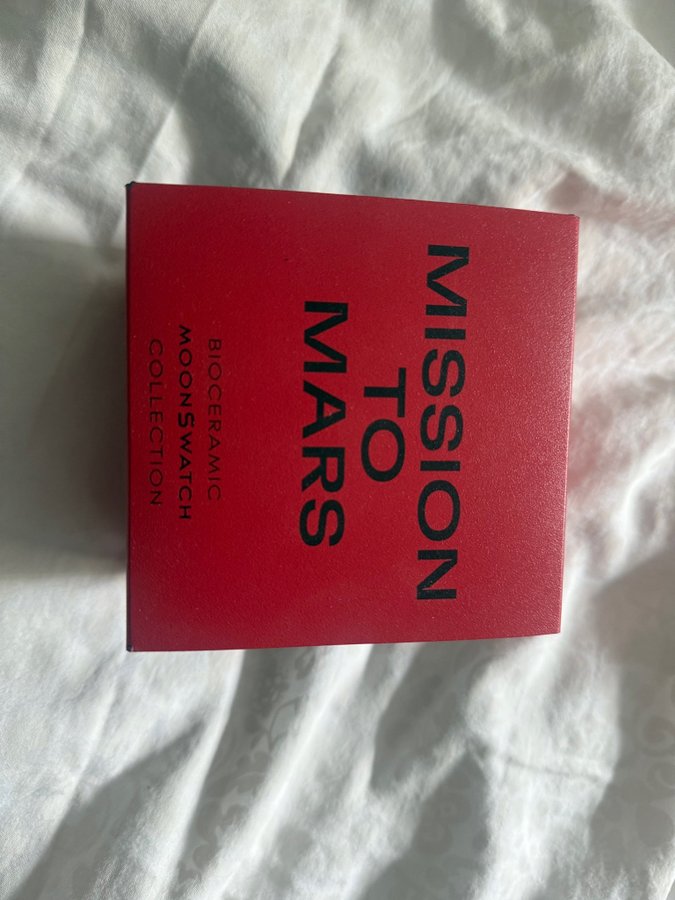 MISSION
TO
MARS
BIOCERAMIC
MOONSWATCH
COLLECTION